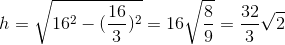 h = \sqrt{16^2 - (\frac{16}{3})^2} = 16\sqrt{\frac{8}{9}} = \frac{32}{3}\sqrt{2}